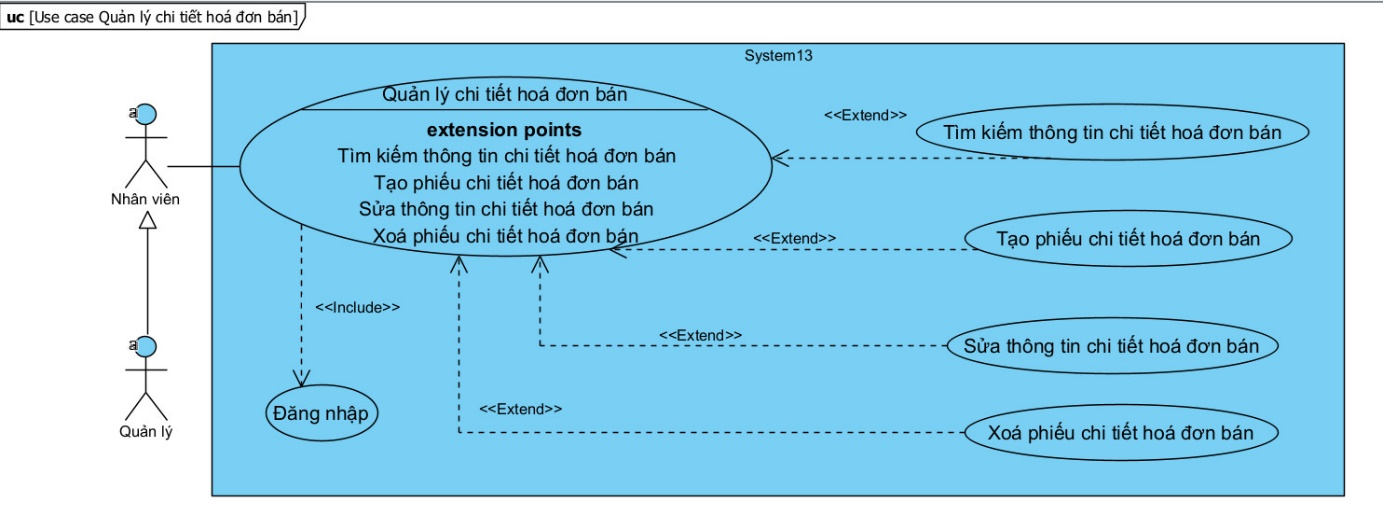 uc [Use case Quản lý chi tiết hoá đơn bán]
System13
Quản lý chi tiết hoá đơn bán
extension points
Tìm kiếm thông tin chi tiết hoá đơn bán
Tạo phiếu chi tiết hoá đơn bán
Sửa thông tin chi tiết hoá đơn bán
Xoá phiếu chi tiết hoá đơn bán
<<Extend>>
Tìm kiếm thông tin chi tiết hoá đơn bán
a
Nhân viên
<<Extend>>
Tạo phiếu chi tiết hoá đơn bán
<<Include>>
<<Extend>>
Sửa thông tin chi tiết hoá đơn bán
a
Quản lý
Đăng nhập
<<Extend>>
Xoá phiếu chi tiết hoá đơn bán